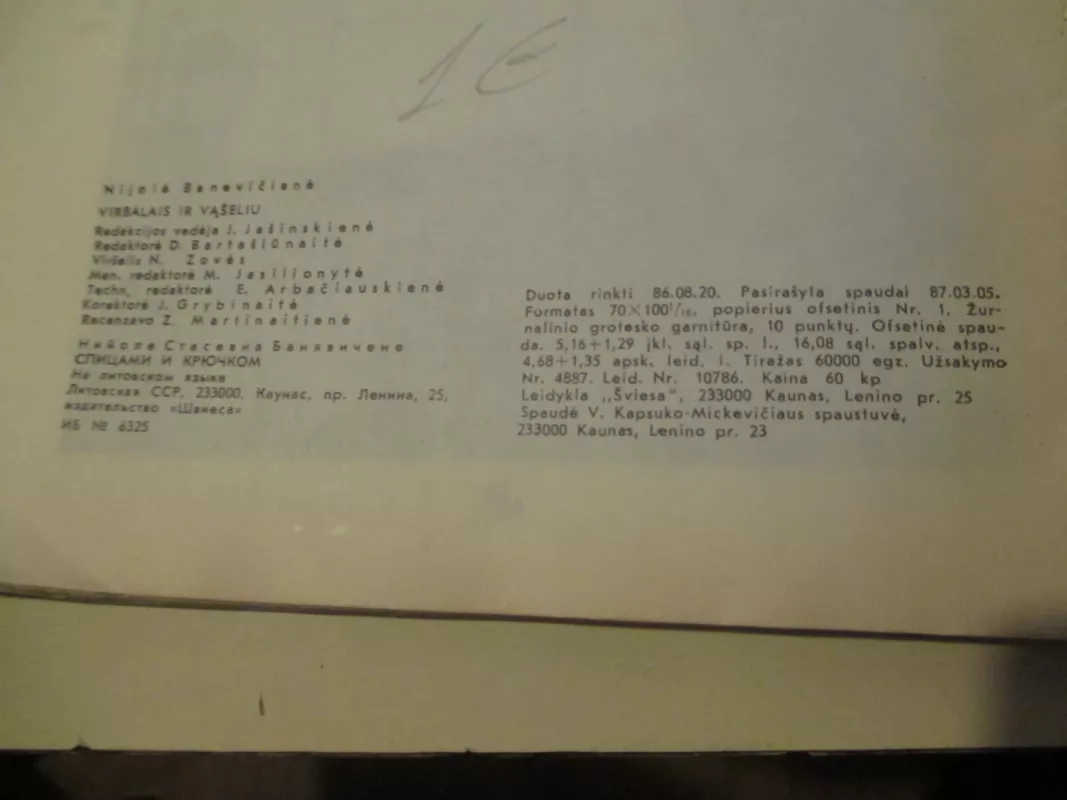 1 €
Nijolė Banevičienė
VIRBALAIS IR VĄŠELIU
Redakcijos vedėja J. Jašinskienė
Redaktorė D. Bartašiūnaitė
Viršelis N. Zovės
Men. redaktorė M. Jasilionytė
Techn. redaktorė E. Arbačiauskienė
Korektorė J. Grybinaitė
Recenzavo Z. Martinaitienė
Нийоле Стасевна Банявичене
СПИЦАМИ И КРЮЧКОМ
На литовском языке
Литовская ССР, 233000, Каунас, пр. Ленина, 25,
издательство «Швиеса»
ИБ № 6325
Duota rinkti 86.08.20. Pasirašyta spaudai 87.03.05.
Formatas 70×100¹/₁₆, popierius ofsetinis Nr. 1. Žur-
nalinio grotesko garnitūra, 10 punktų. Ofsetinė spau-
da. 5,16+1,29 įkl. sąl. sp. l., 16,08 sąl. spalv. atsp.,
4,68+1,35 apsk. leid. l. Tiražas 60000 egz. Užsakymo
Nr. 4887. Leid. Nr. 10786. Kaina 60 kp
Leidykla „Šviesa", 233000 Kaunas, Lenino pr. 25
Spaudė V. Kapsuko-Mickevičiaus spaustuvė,
233000 Kaunas, Lenino pr. 23